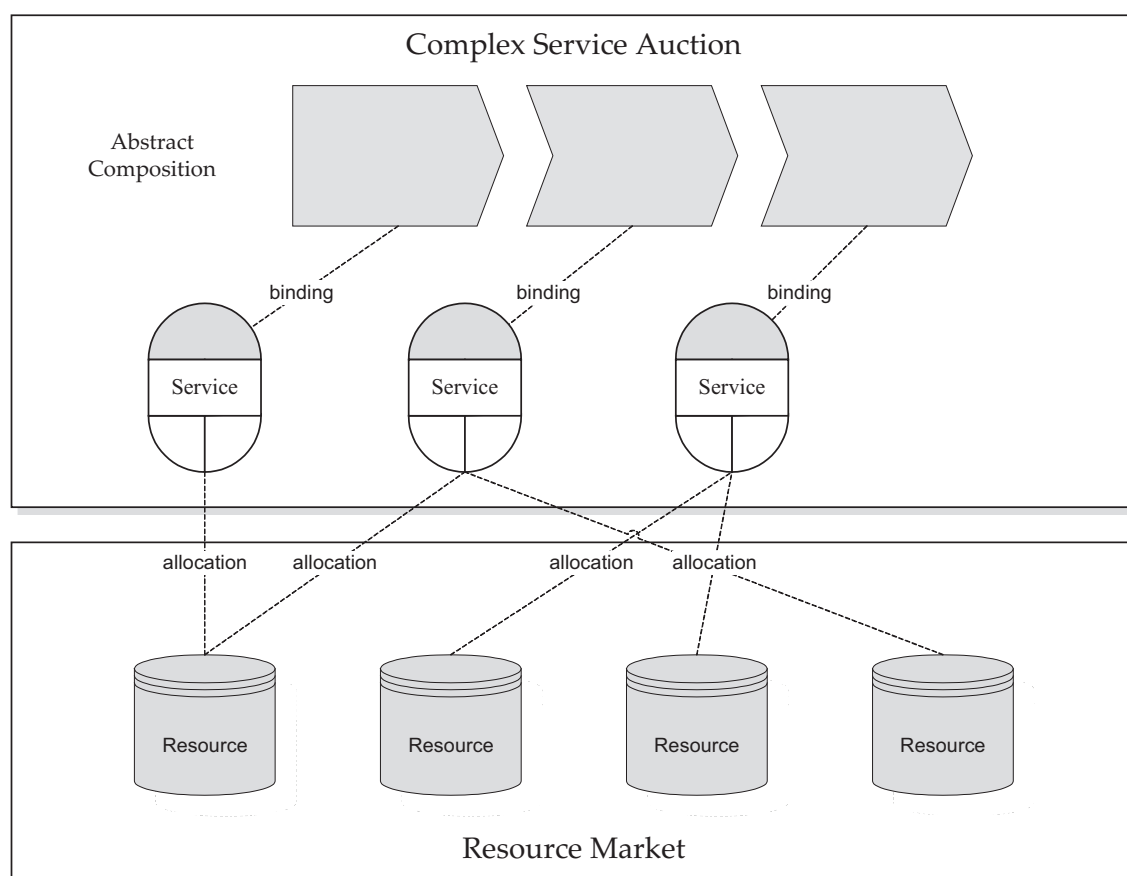 Complex Service Auction
Abstract
Composition
binding
binding
binding
Service
Service
Service
allocation
allocation
allocation
allocation
Resource
Resource
Resource
Resource
Resource Market